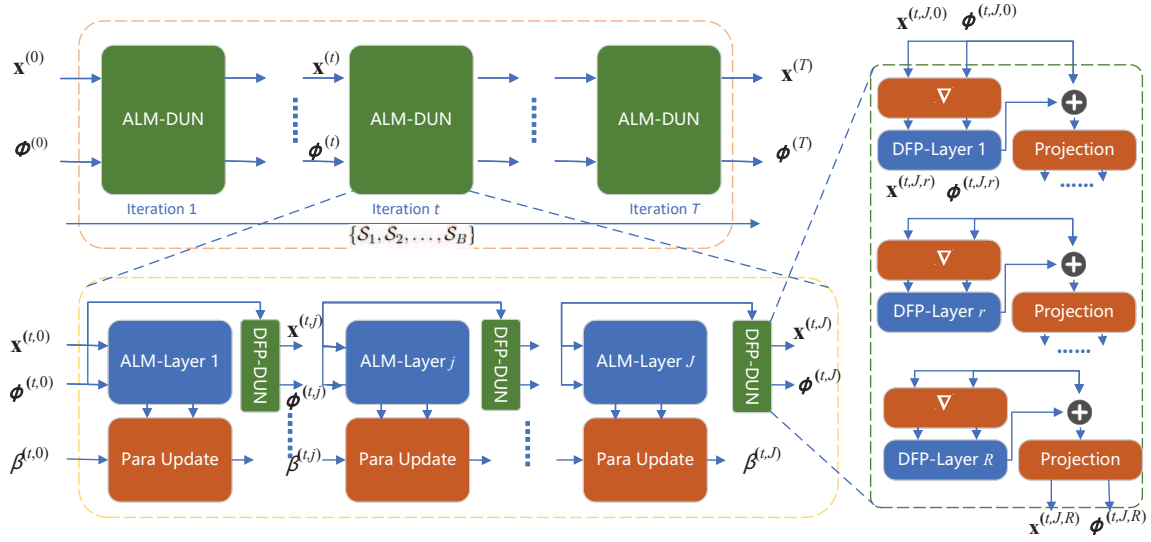 x^(0) x^(t) x^(T)
ALM-DUN ALM-DUN ALM-DUN
ϕ^(0) ϕ^(t) ϕ^(T)
Iteration 1 Iteration t Iteration T
{S_1, S_2, . . . , S_B}
x^(t,0) x^(t,j) x^(t,J)
ALM-Layer 1 DFP-DUN ALM-Layer j DFP-DUN ALM-Layer J DFP-DUN
ϕ^(t,0) ϕ^(t,j) ϕ^(t,J)
Para Update Para Update Para Update
β^(t,0) β^(t,j) β^(t,J)
x^(t,J,0) ϕ^(t,J,0)
∇ +
DFP-Layer 1 Projection
x^(t,J,r) ϕ^(t,J,r) ......
∇ +
DFP-Layer r Projection
......
∇ +
DFP-Layer R Projection
x^(t,J,R) ϕ^(t,J,R)